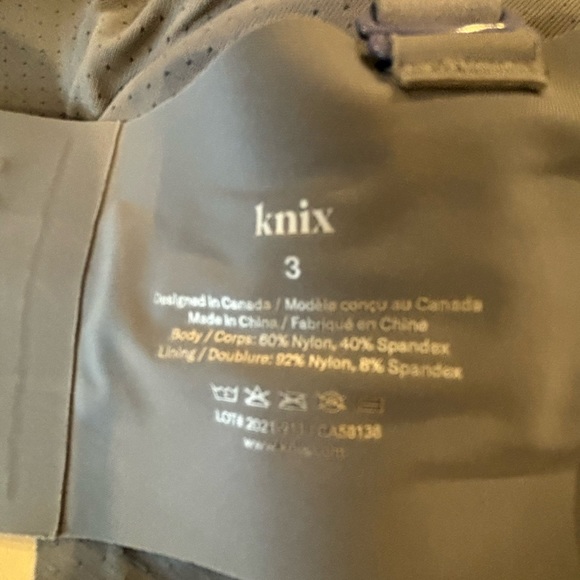 knix
3
Designed in Canada / Modèle conçu au Canada
Made in China / Fabriqué en Chine
Body / Corps: 60% Nylon, 40% Spandex
Lining / Doublure: 92% Nylon, 8% Spandex
LOT# CA58138